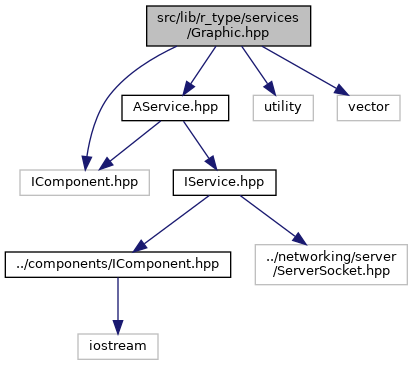 src/lib/r_type/services
/Graphic.hpp
AService.hpp
utility
vector
IComponent.hpp
IService.hpp
../components/IComponent.hpp
../networking/server
/ServerSocket.hpp
iostream